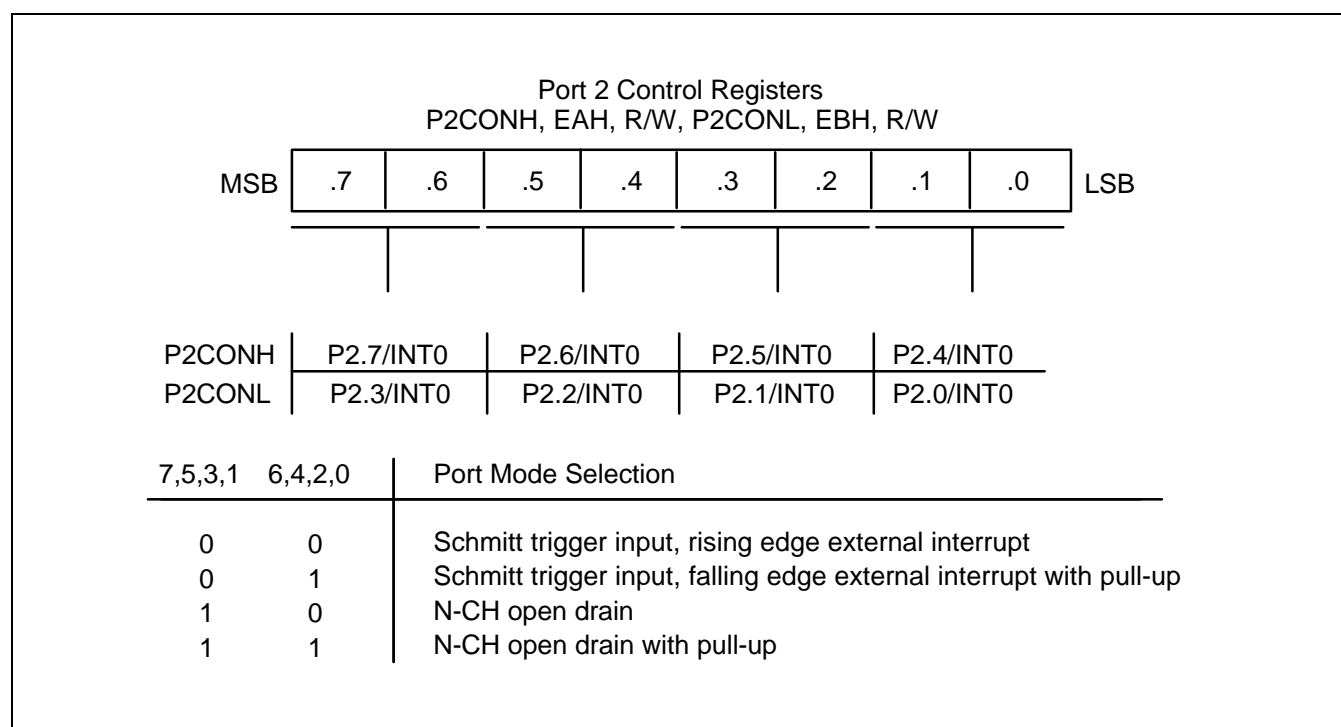 Port 2 Control Registers
P2CONH, EAH, R/W, P2CONL, EBH, R/W
MSB .7 .6 .5 .4 .3 .2 .1 .0 LSB
P2CONH P2.7/INT0 P2.6/INT0 P2.5/INT0 P2.4/INT0
P2CONL P2.3/INT0 P2.2/INT0 P2.1/INT0 P2.0/INT0
7,5,3,1 6,4,2,0 Port Mode Selection
0 0 Schmitt trigger input, rising edge external interrupt
0 1 Schmitt trigger input, falling edge external interrupt with pull-up
1 0 N-CH open drain
1 1 N-CH open drain with pull-up